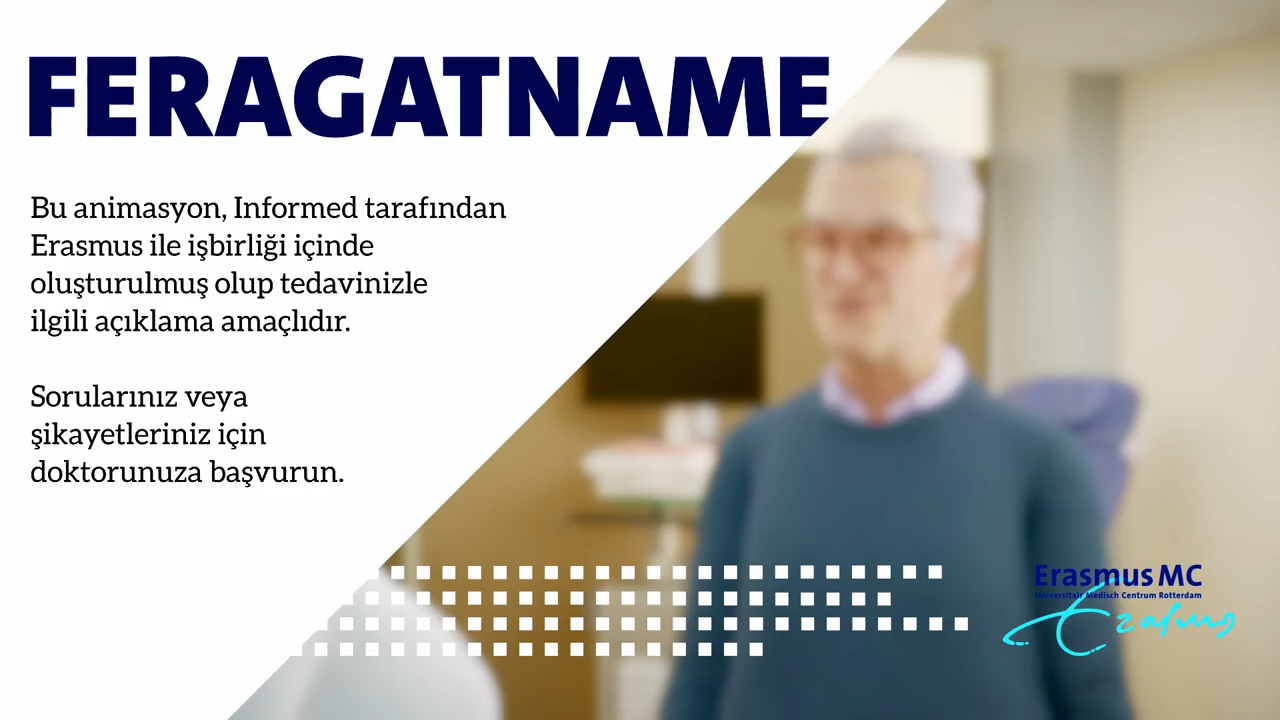 FERAGATNAME
Bu animasyon, Informed tarafından
Erasmus ile işbirliği içinde
oluşturulmuş olup tedavinizle
ilgili açıklama amaçlıdır.
Sorularınız veya
şikayetleriniz için
doktorunuza başvurun.
Erasmus MC
Universitair Medisch Centrum Rotterdam
Erasmus